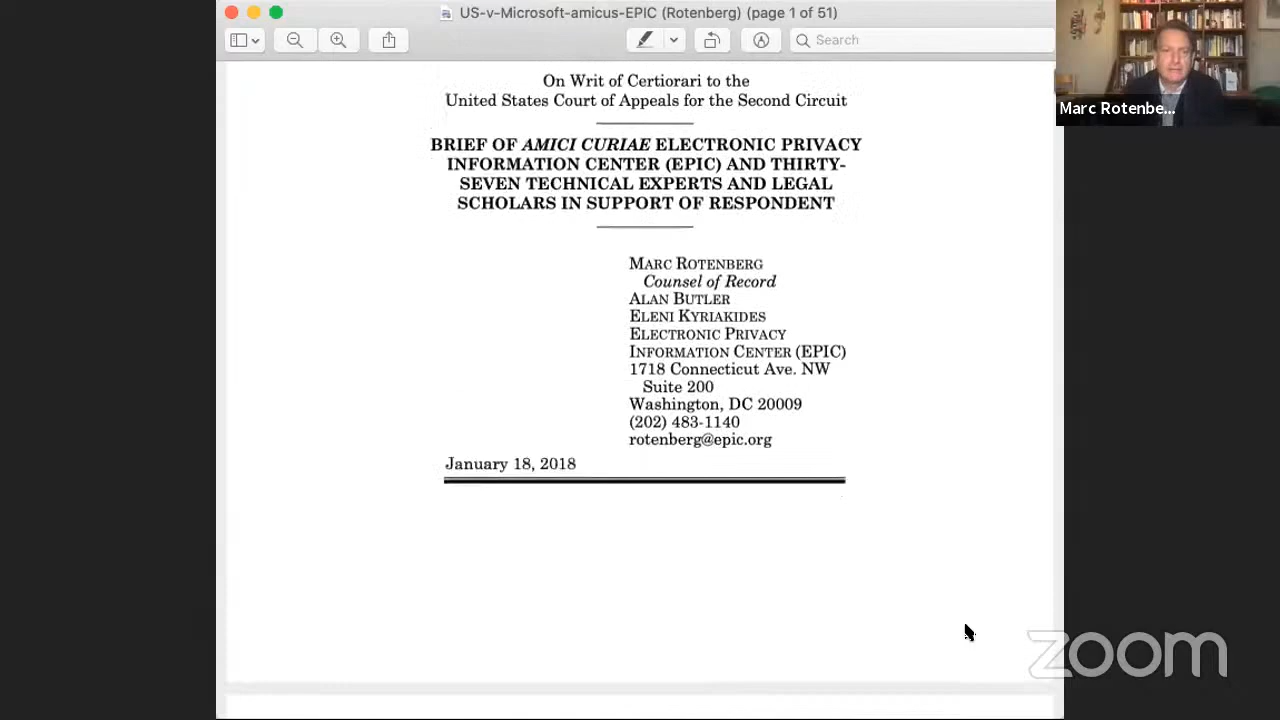 US-v-Microsoft-amicus-EPIC (Rotenberg) (page 1 of 51)
Search
Marc Rotenbe...
On Writ of Certiorari to the
United States Court of Appeals for the Second Circuit
BRIEF OF AMICI CURIAE ELECTRONIC PRIVACY
INFORMATION CENTER (EPIC) AND THIRTY-
SEVEN TECHNICAL EXPERTS AND LEGAL
SCHOLARS IN SUPPORT OF RESPONDENT
MARC ROTENBERG
Counsel of Record
ALAN BUTLER
ELENI KYRIAKIDES
ELECTRONIC PRIVACY
INFORMATION CENTER (EPIC)
1718 Connecticut Ave. NW
Suite 200
Washington, DC 20009
(202) 483-1140
rotenberg@epic.org
January 18, 2018
zoom